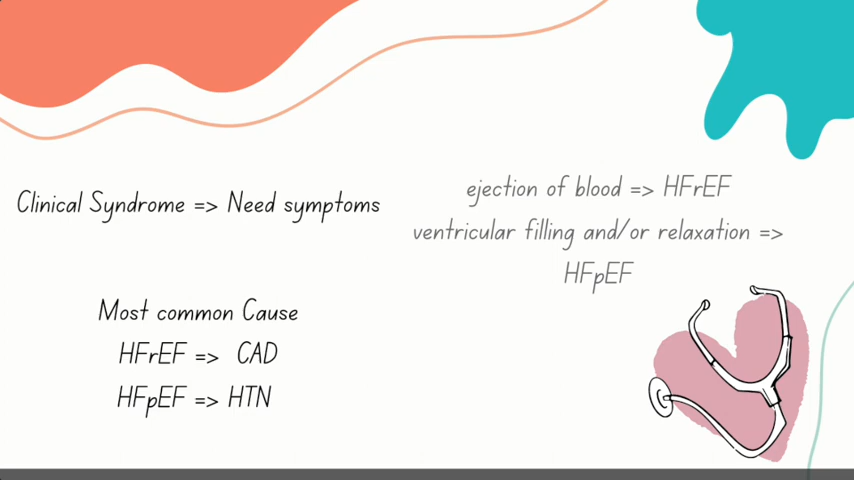 Clinical Syndrome => Need symptoms
ejection of blood => HFrEF
ventricular filling and/or relaxation =>
HFpEF
Most common Cause
HFrEF => CAD
HFpEF => HTN